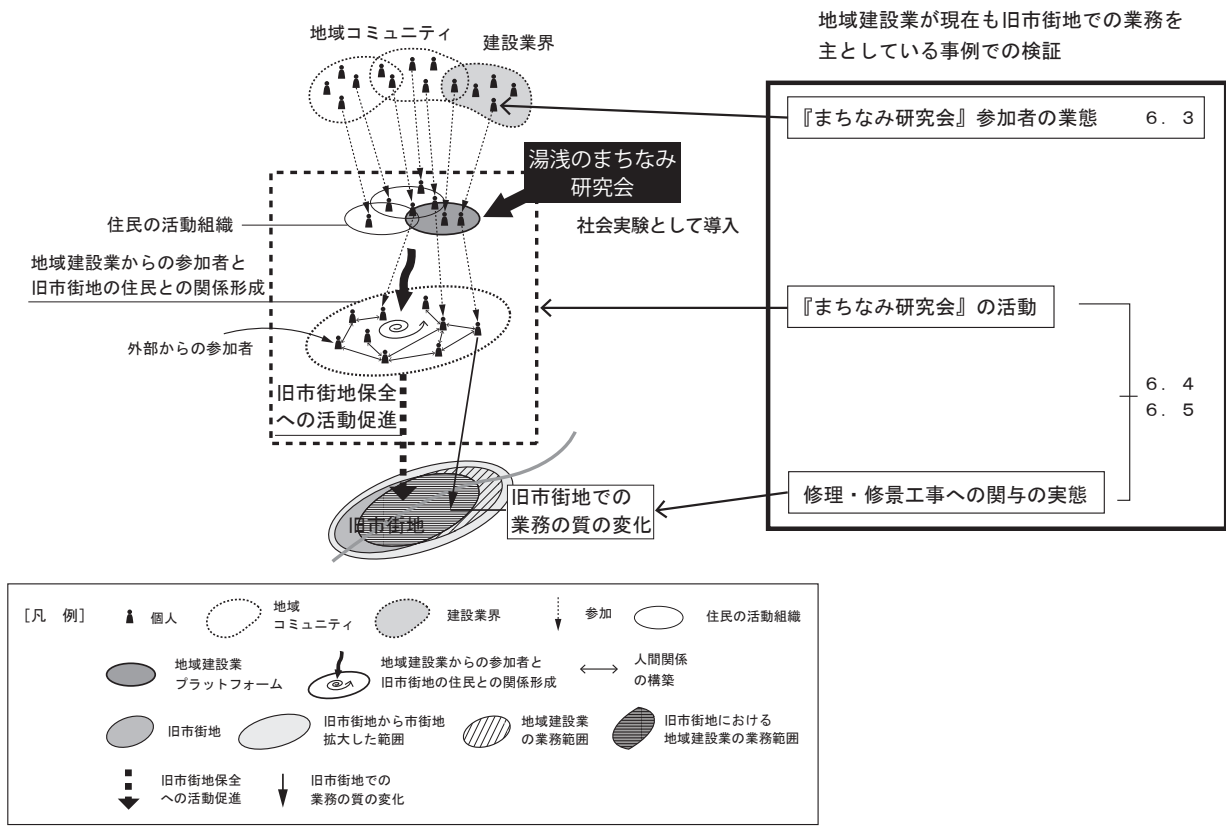 地域建設業が現在も旧市街地での業務を
主としている事例での検証
地域コミュニティ
建設業界
『まちなみ研究会』参加者の業態　６．３
湯浅のまちなみ
研究会
社会実験として導入
住民の活動組織
地域建設業からの参加者と
旧市街地の住民との関係形成
外部からの参加者
『まちなみ研究会』の活動
６．４
６．５
旧市街地保全
への活動促進
旧市街地
旧市街地での
業務の質の変化
修理・修景工事への関与の実態
［凡　例］
個人
地域
コミュニティ
建設業界
参加
住民の活動組織
地域建設業
プラットフォーム
地域建設業からの参加者と
旧市街地の住民との関係形成
人間関係
の構築
旧市街地
旧市街地から市街地
拡大した範囲
地域建設業
の業務範囲
旧市街地における
地域建設業の業務範囲
旧市街地保全
への活動促進
旧市街地での
業務の質の変化